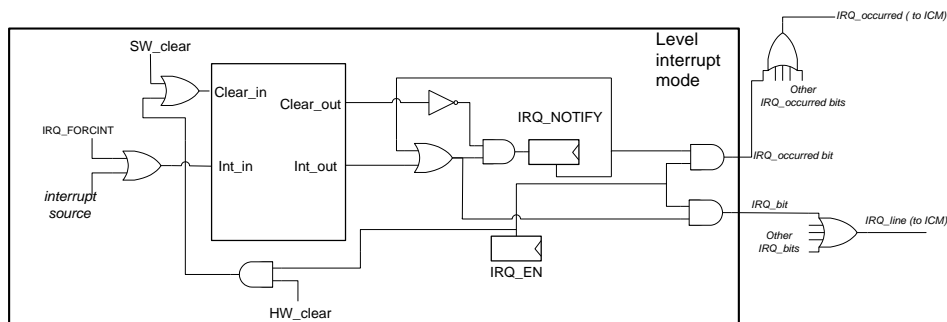 IRQ_occurred ( to ICM)
Level
interrupt
mode
SW_clear
Other
IRQ_occurred bits
Clear_in
Clear_out
IRQ_NOTIFY
IRQ_FORCINT
IRQ_occurred bit
Int_in
Int_out
interrupt
source
IRQ_bit
IRQ_line (to ICM)
Other
IRQ_bits
IRQ_EN
HW_clear